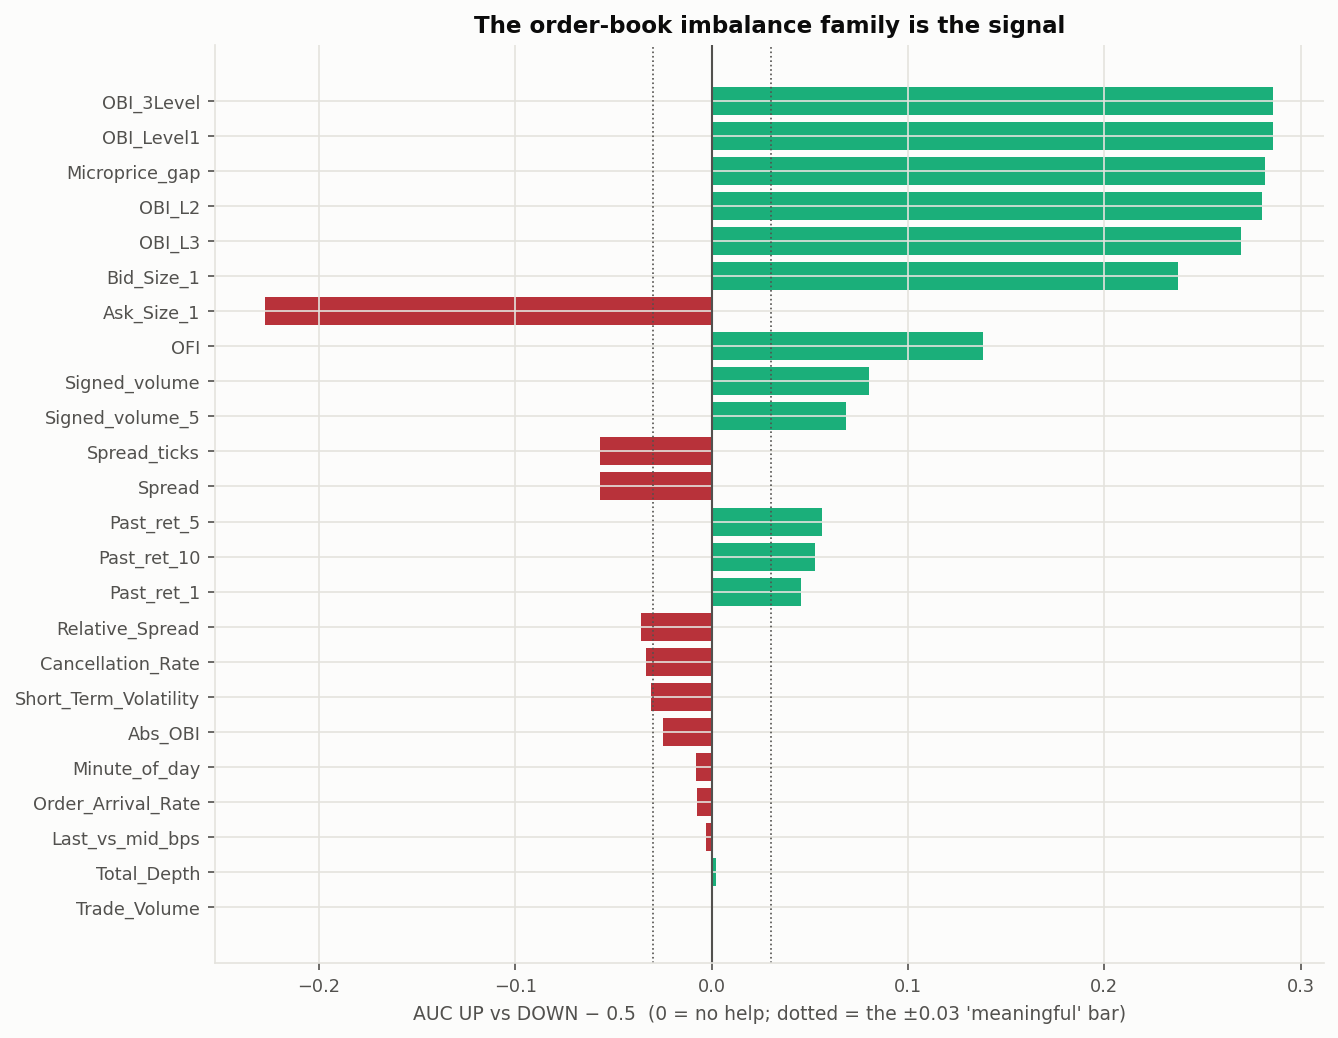 The order-book imbalance family is the signal
OBI_3Level
OBI_Level1
Microprice_gap
OBI_L2
OBI_L3
Bid_Size_1
Ask_Size_1
OFI
Signed_volume
Signed_volume_5
Spread_ticks
Spread
Past_ret_5
Past_ret_10
Past_ret_1
Relative_Spread
Cancellation_Rate
Short_Term_Volatility
Abs_OBI
Minute_of_day
Order_Arrival_Rate
Last_vs_mid_bps
Total_Depth
Trade_Volume
−0.2 −0.1 0.0 0.1 0.2 0.3
AUC UP vs DOWN − 0.5 (0 = no help; dotted = the ±0.03 'meaningful' bar)